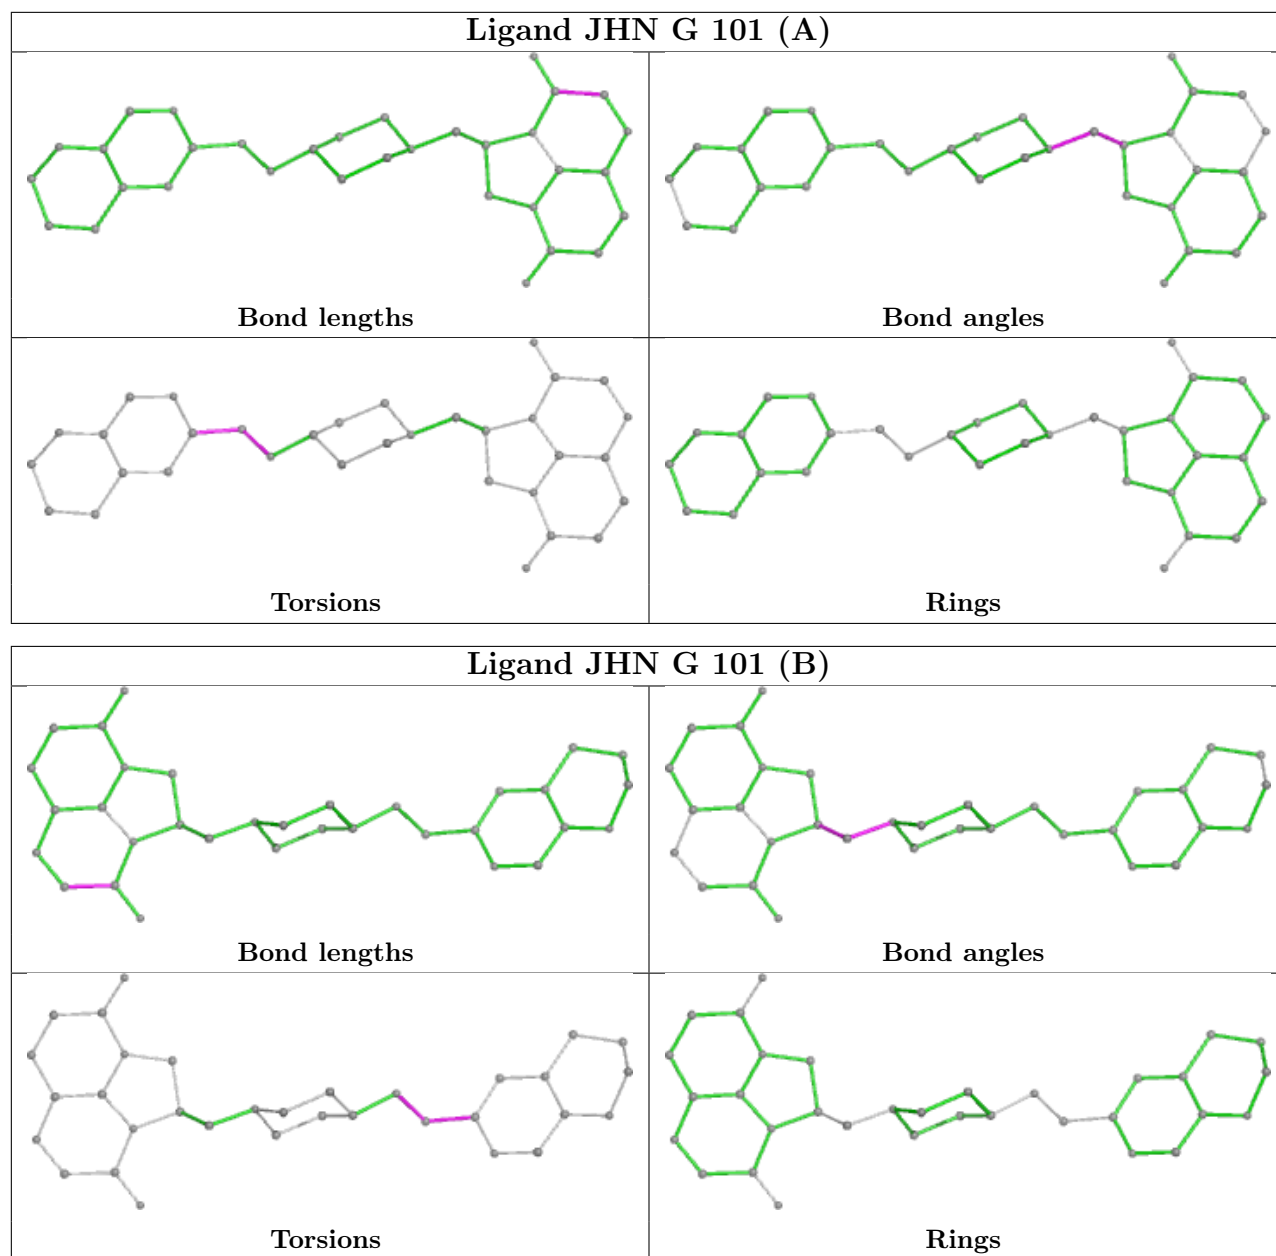 Ligand JHN G 101 (A)
Bond lengths
Bond angles
Torsions
Rings
Ligand JHN G 101 (B)
Bond lengths
Bond angles
Torsions
Rings